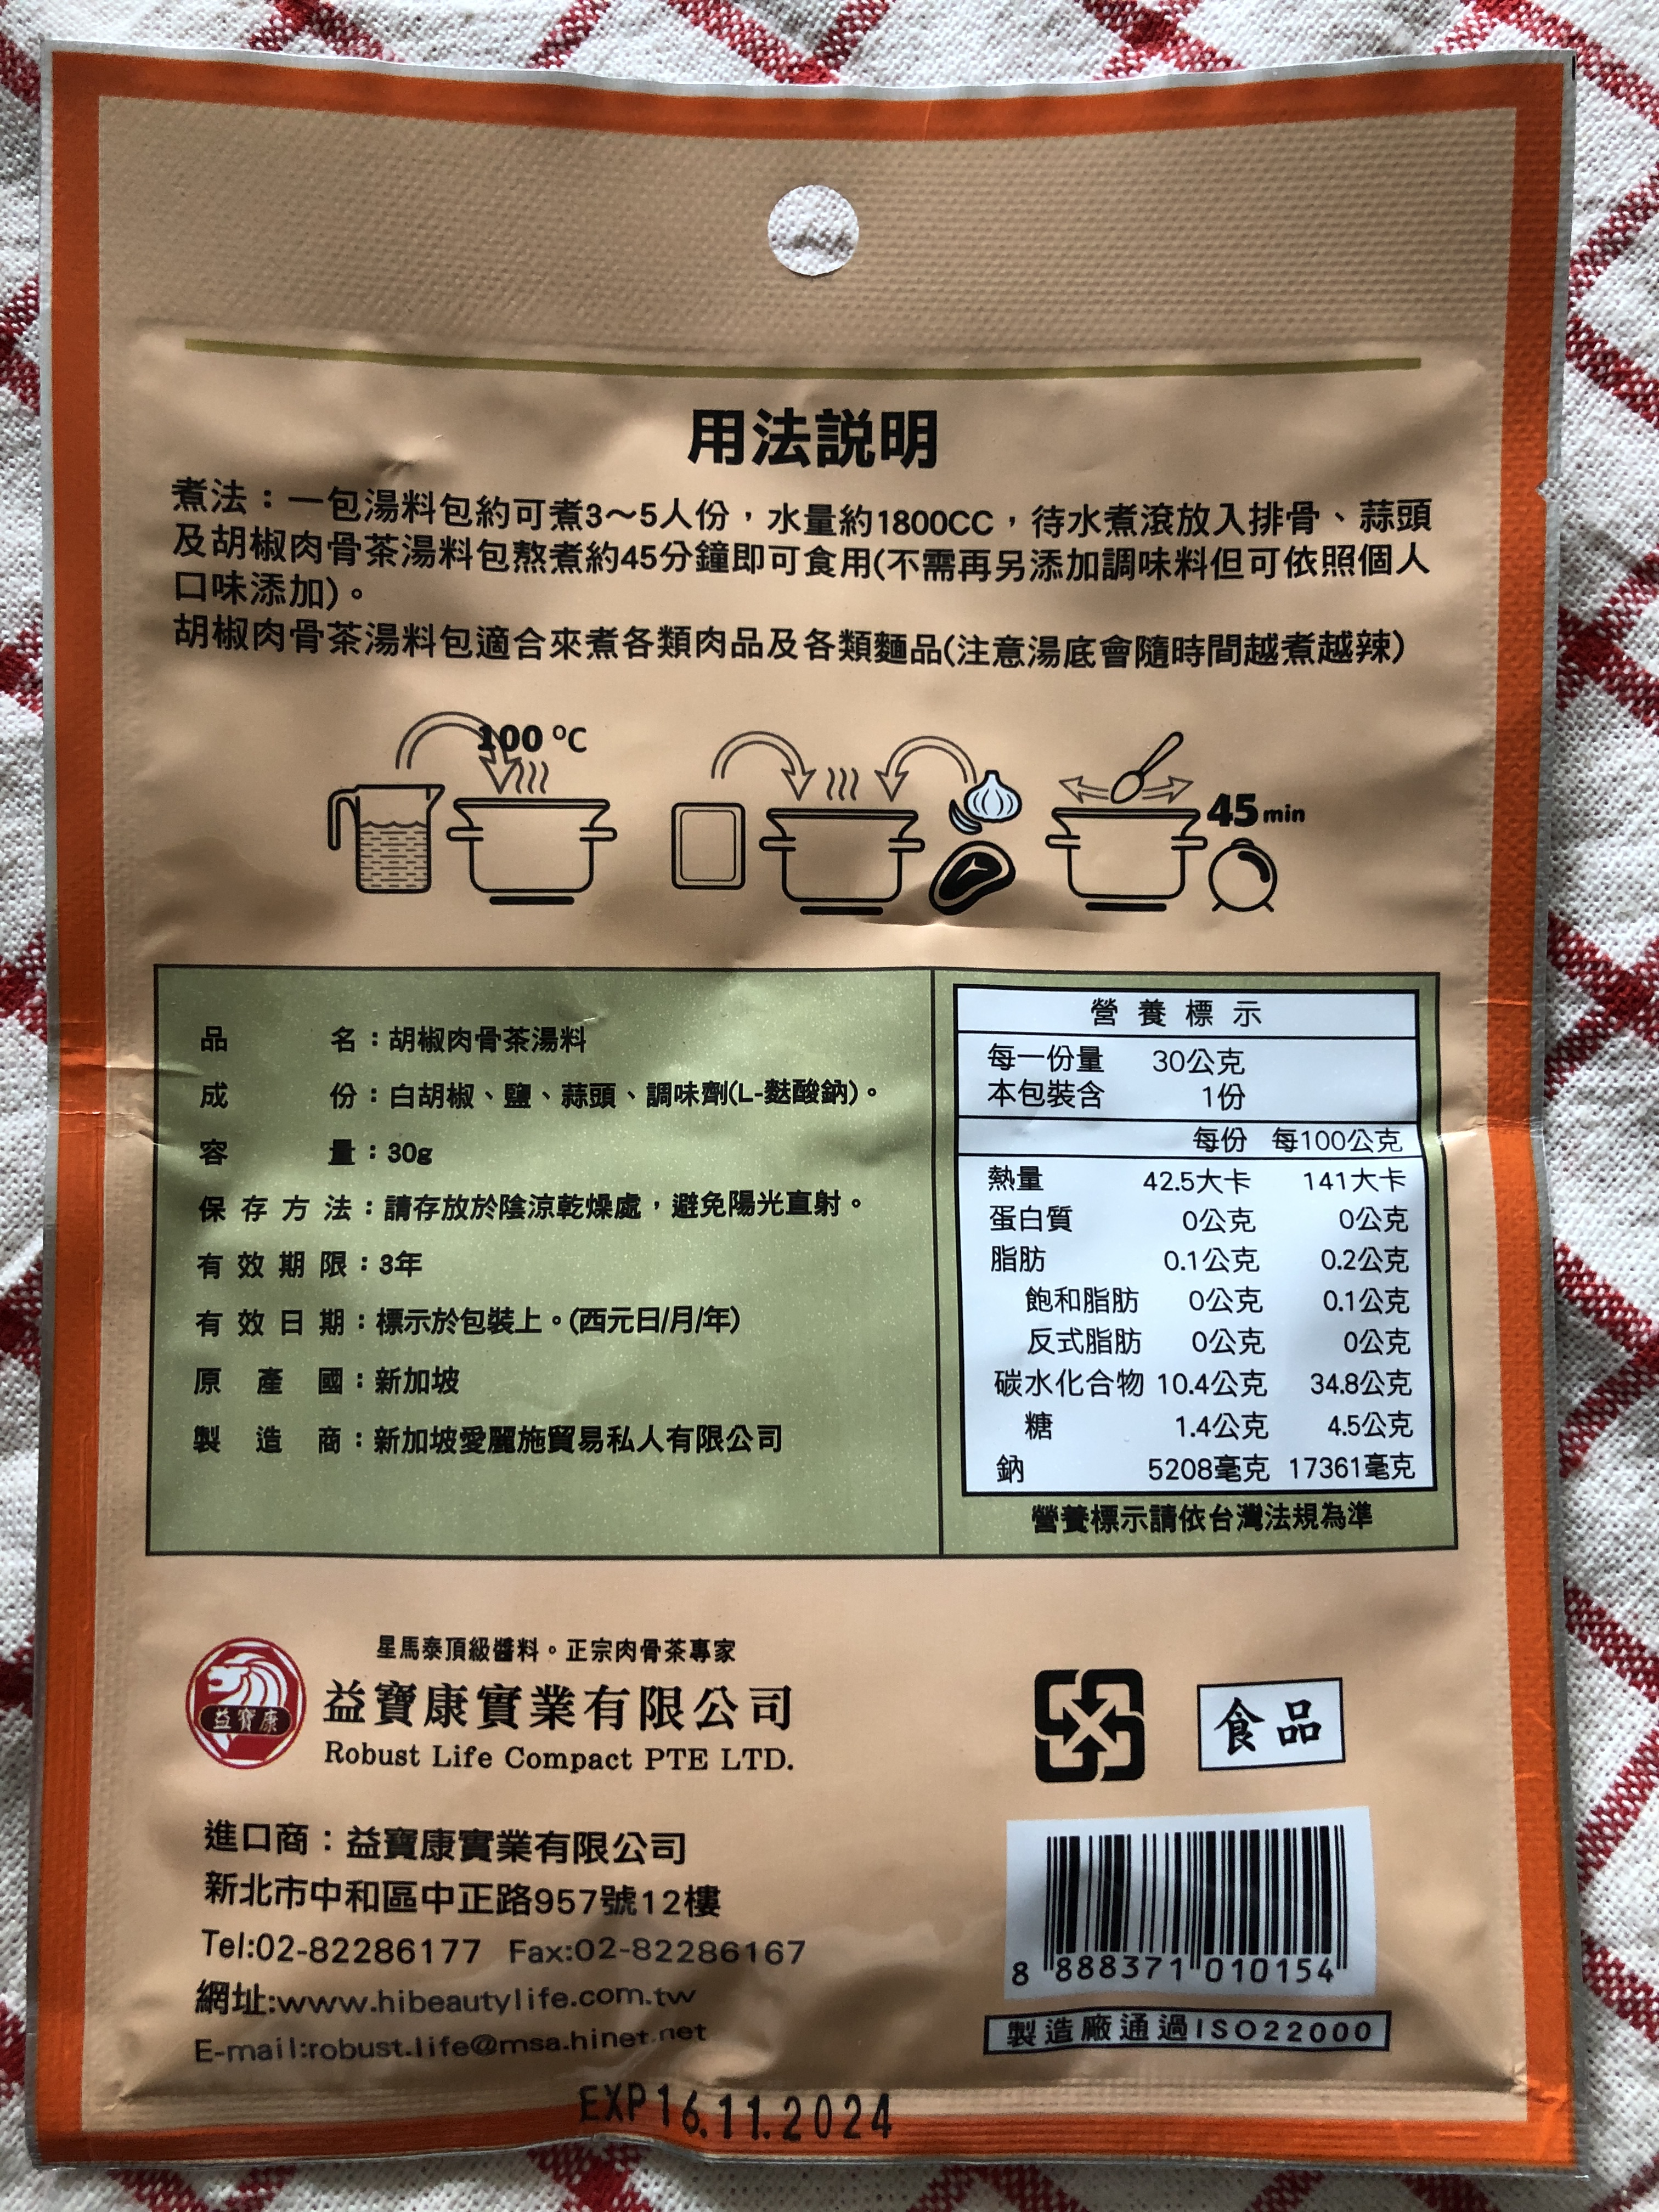 用法説明
煮法：一包湯料包約可煮3～5人份，水量約1800CC，待水煮滾放入排骨、蒜頭
及胡椒肉骨茶湯料包熬煮約45分鐘即可食用(不需再另添加調味料但可依照個人
口味添加)。
胡椒肉骨茶湯料包適合來煮各類肉品及各類麵品(注意湯底會隨時間越煮越辣)
100 ºC
45min
品名：胡椒肉骨茶湯料
成份：白胡椒、鹽、蒜頭、調味劑(L-麩酸鈉)。
容量：30g
保存方法：請存放於陰涼乾燥處，避免陽光直射。
有效期限：3年
有效日期：標示於包裝上。(西元日/月/年)
原產國：新加坡
製造商：新加坡愛麗施貿易私人有限公司
營養標示
每一份量 30公克
本包裝含 1份
每份 每100公克
熱量 42.5大卡 141大卡
蛋白質 0公克 0公克
脂肪 0.1公克 0.2公克
飽和脂肪 0公克 0.1公克
反式脂肪 0公克 0公克
碳水化合物 10.4公克 34.8公克
糖 1.4公克 4.5公克
鈉 5208毫克 17361毫克
營養標示請依台灣法規為準
星馬泰頂級醬料。正宗肉骨茶專家
益寶康
益寶康實業有限公司
Robust Life Compact PTE LTD.
食品
進口商：益寶康實業有限公司
新北市中和區中正路957號12樓
Tel:02-82286177 Fax:02-82286167
網址:www.hibeautylife.com.tw
E-mail:robust.life@msa.hinet.net
8 888371 010154
製造廠通過ISO22000
EXP 16.11.2024